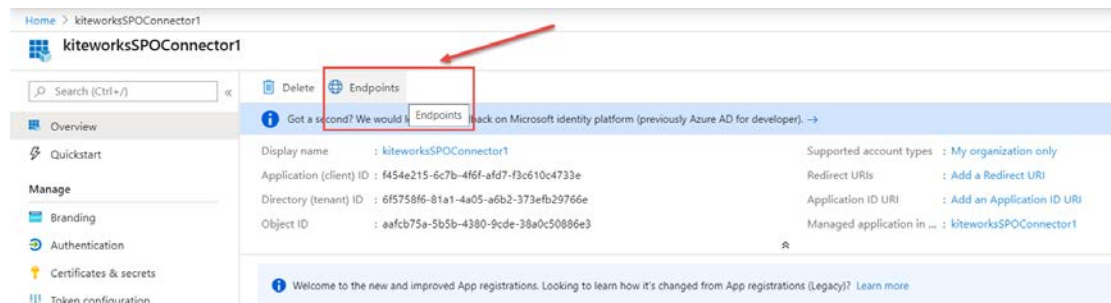 Home > kiteworksSPOConnector1
kiteworksSPOConnector1
Search (Ctrl+/)
«
Delete
Endpoints
Endpoints
Overview
Got a second? We would back on Microsoft identity platform (previously Azure AD for developer). →
Quickstart
Display name : kiteworksSPOConnector1
Supported account types : My organization only
Application (client) ID : f454e215-6c7b-4f6f-afd7-f3c610c4733e
Redirect URIs : Add a Redirect URI
Manage
Directory (tenant) ID : 6f5758f6-81a1-4a05-a6b2-373efb29766e
Application ID URI : Add an Application ID URI
Branding
Object ID : aafcb75a-5b5b-4380-9cde-38a0c50886e3
Managed application in ... : kiteworksSPOConnector1
Authentication
Certificates & secrets
Welcome to the new and improved App registrations. Looking to learn how it's changed from App registrations (Legacy)? Learn more
Token configuration